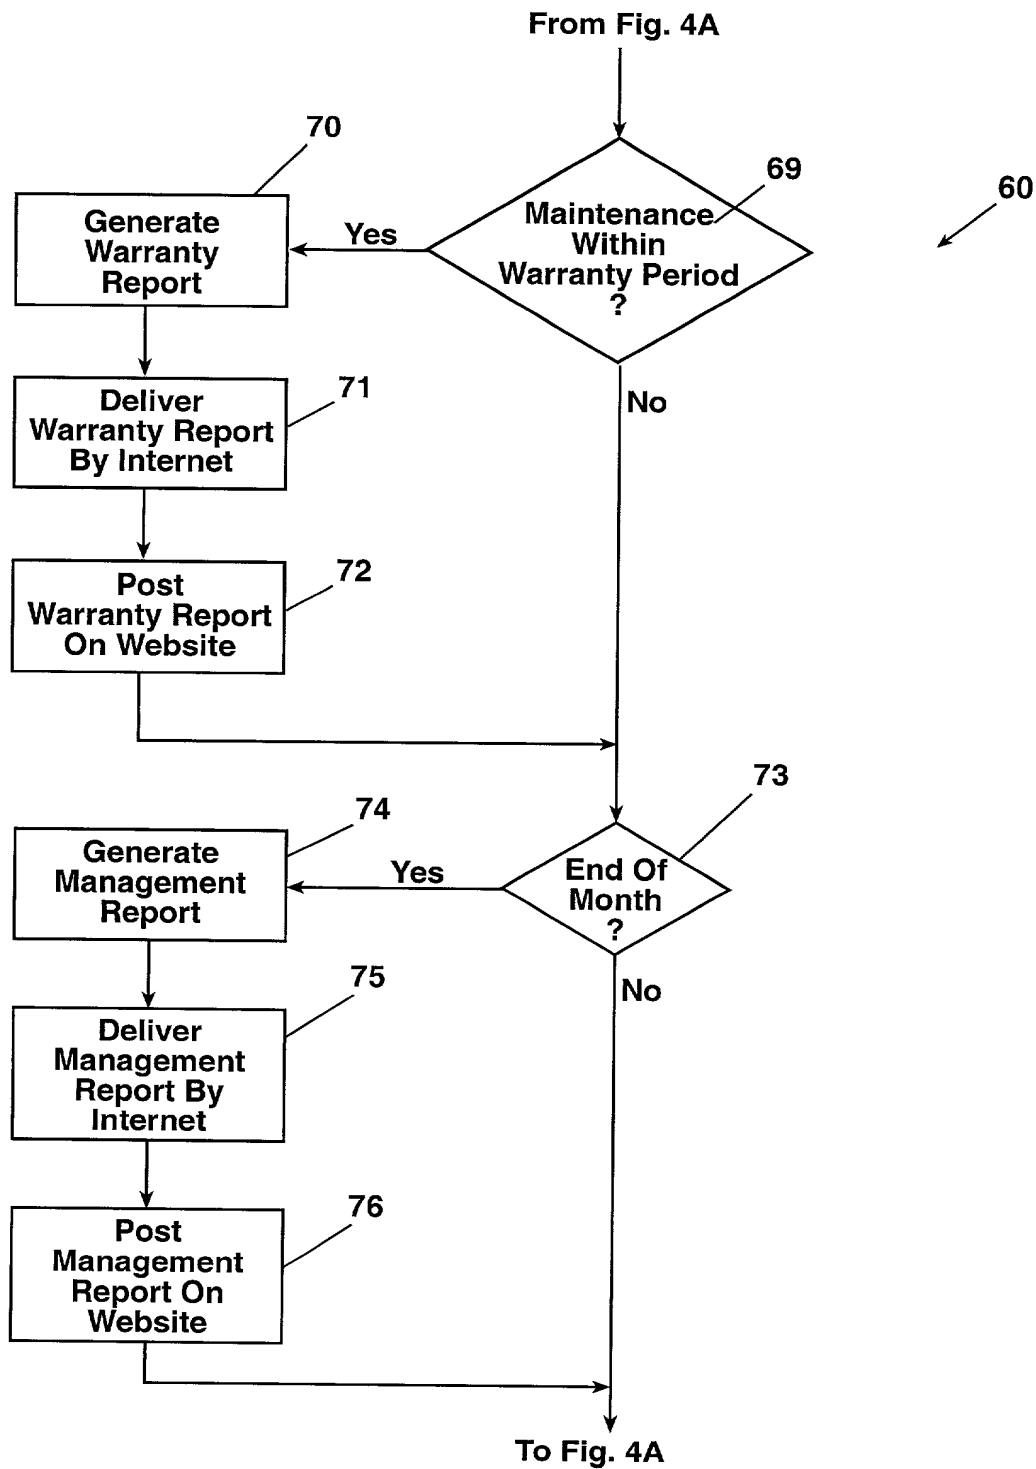 From Fig. 4A
70
69
60
Maintenance
Within
Warranty Period
?
Yes
Generate
Warranty
Report
No
71
Deliver
Warranty Report
By Internet
72
Post
Warranty Report
On Website
73
74
End Of
Month
?
Yes
Generate
Management
Report
No
75
Deliver
Management
Report By
Internet
76
Post
Management
Report On
Website
To Fig. 4A